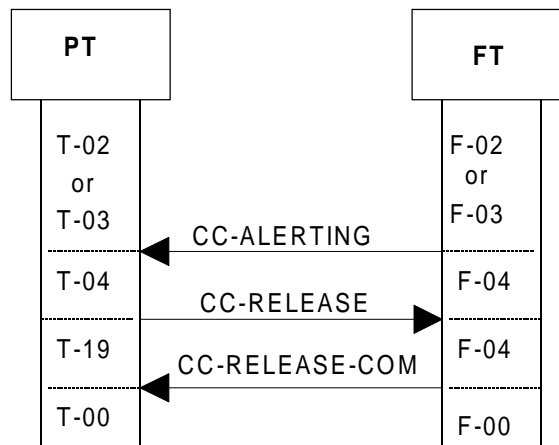 PT
FT
T-02
or
T-03
F-02
or
F-03
CC-ALERTING
T-04
F-04
CC-RELEASE
T-19
F-04
CC-RELEASE-COM
T-00
F-00